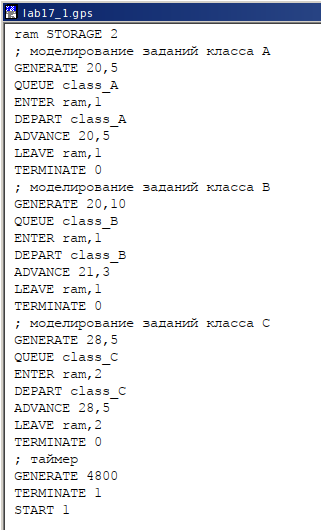 lab17_1.gps
ram STORAGE 2
; моделирование заданий класса A
GENERATE 20,5
QUEUE class_A
ENTER ram,1
DEPART class_A
ADVANCE 20,5
LEAVE ram,1
TERMINATE 0
; моделирование заданий класса B
GENERATE 20,10
QUEUE class_B
ENTER ram,1
DEPART class_B
ADVANCE 21,3
LEAVE ram,1
TERMINATE 0
; моделирование заданий класса C
GENERATE 28,5
QUEUE class_C
ENTER ram,2
DEPART class_C
ADVANCE 28,5
LEAVE ram,2
TERMINATE 0
; таймер
GENERATE 4800
TERMINATE 1
START 1